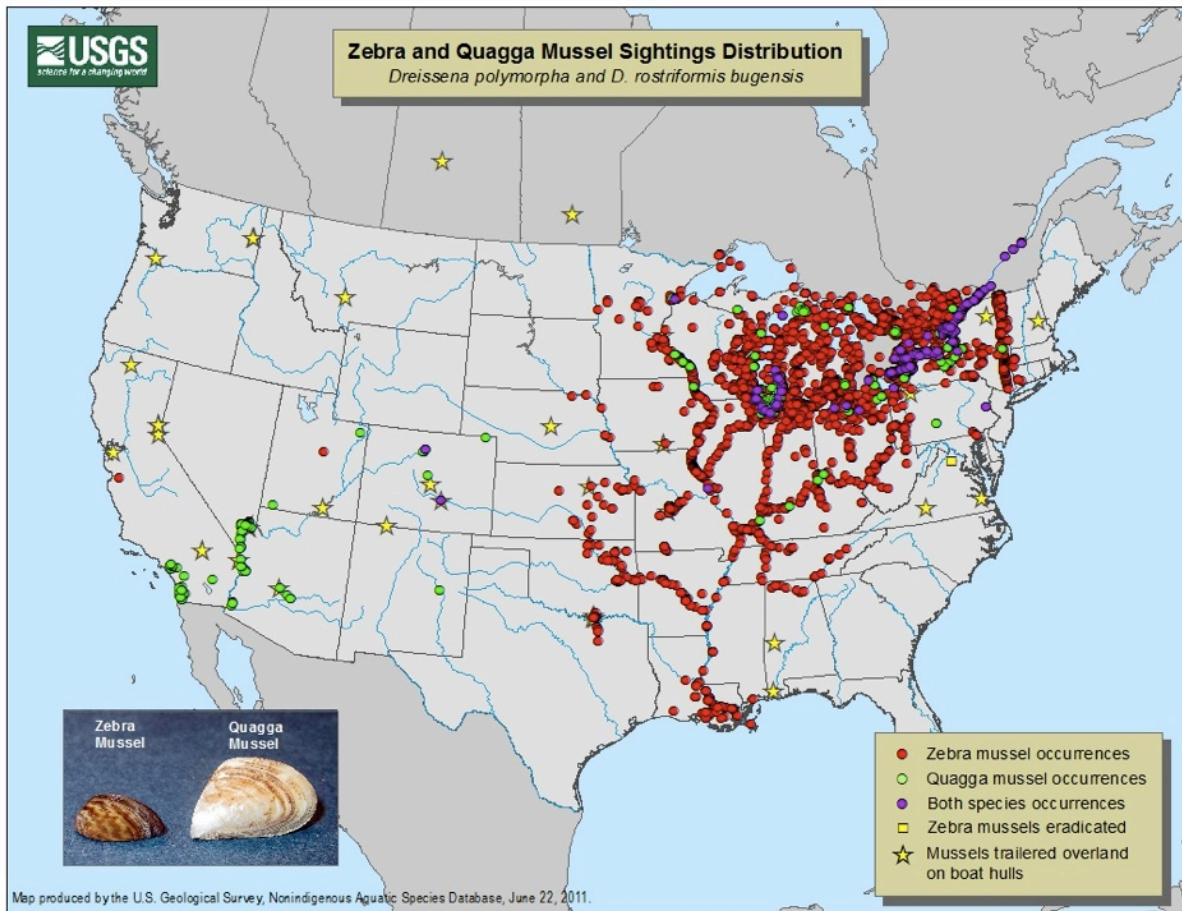 USGS
science for a changing world
Zebra and Quagga Mussel Sightings Distribution
Dreissena polymorpha and D. rostriformis bugensis
Zebra
Mussel
Quagga
Mussel
Zebra mussel occurrences
Quagga mussel occurrences
Both species occurrences
Zebra mussels eradicated
Mussels trailered overland
on boat hulls
Map produced by the U.S. Geological Survey, Nonindigenous Aquatic Species Database, June 22, 2011.